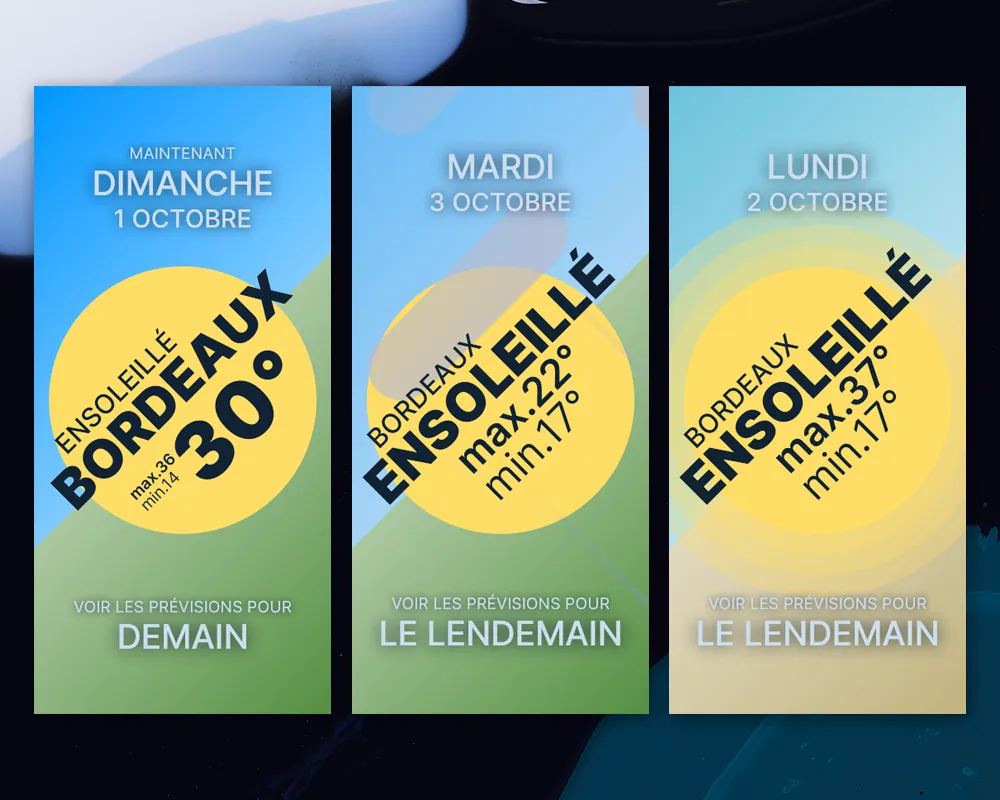 MAINTENANT
DIMANCHE
1 OCTOBRE
ENSOLEILLÉ
BORDEAUX
30°
max.36
min.14
VOIR LES PRÉVISIONS POUR
DEMAIN
MARDI
3 OCTOBRE
BORDEAUX
ENSOLEILLÉ
max.22°
min.17°
VOIR LES PRÉVISIONS POUR
LE LENDEMAIN
LUNDI
2 OCTOBRE
BORDEAUX
ENSOLEILLÉ
max.37°
min.17°
VOIR LES PRÉVISIONS POUR
LE LENDEMAIN